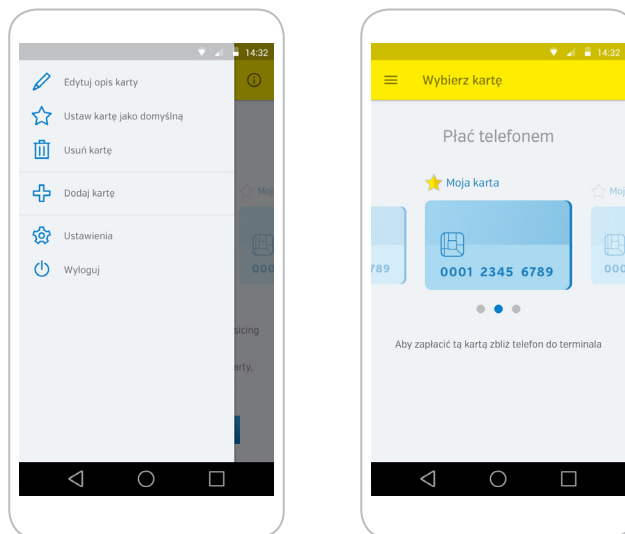 14:32
Edytuj opis karty
Ustaw kartę jako domyślną
Usuń kartę
Dodaj kartę
Ustawienia
Wyloguj
Moj
000
sicing
arty,
14:32
Wybierz kartę
Płać telefonem
Moja karta
Moj
789
0001 2345 6789
000
Aby zapłacić tą kartą zbliż telefon do terminala